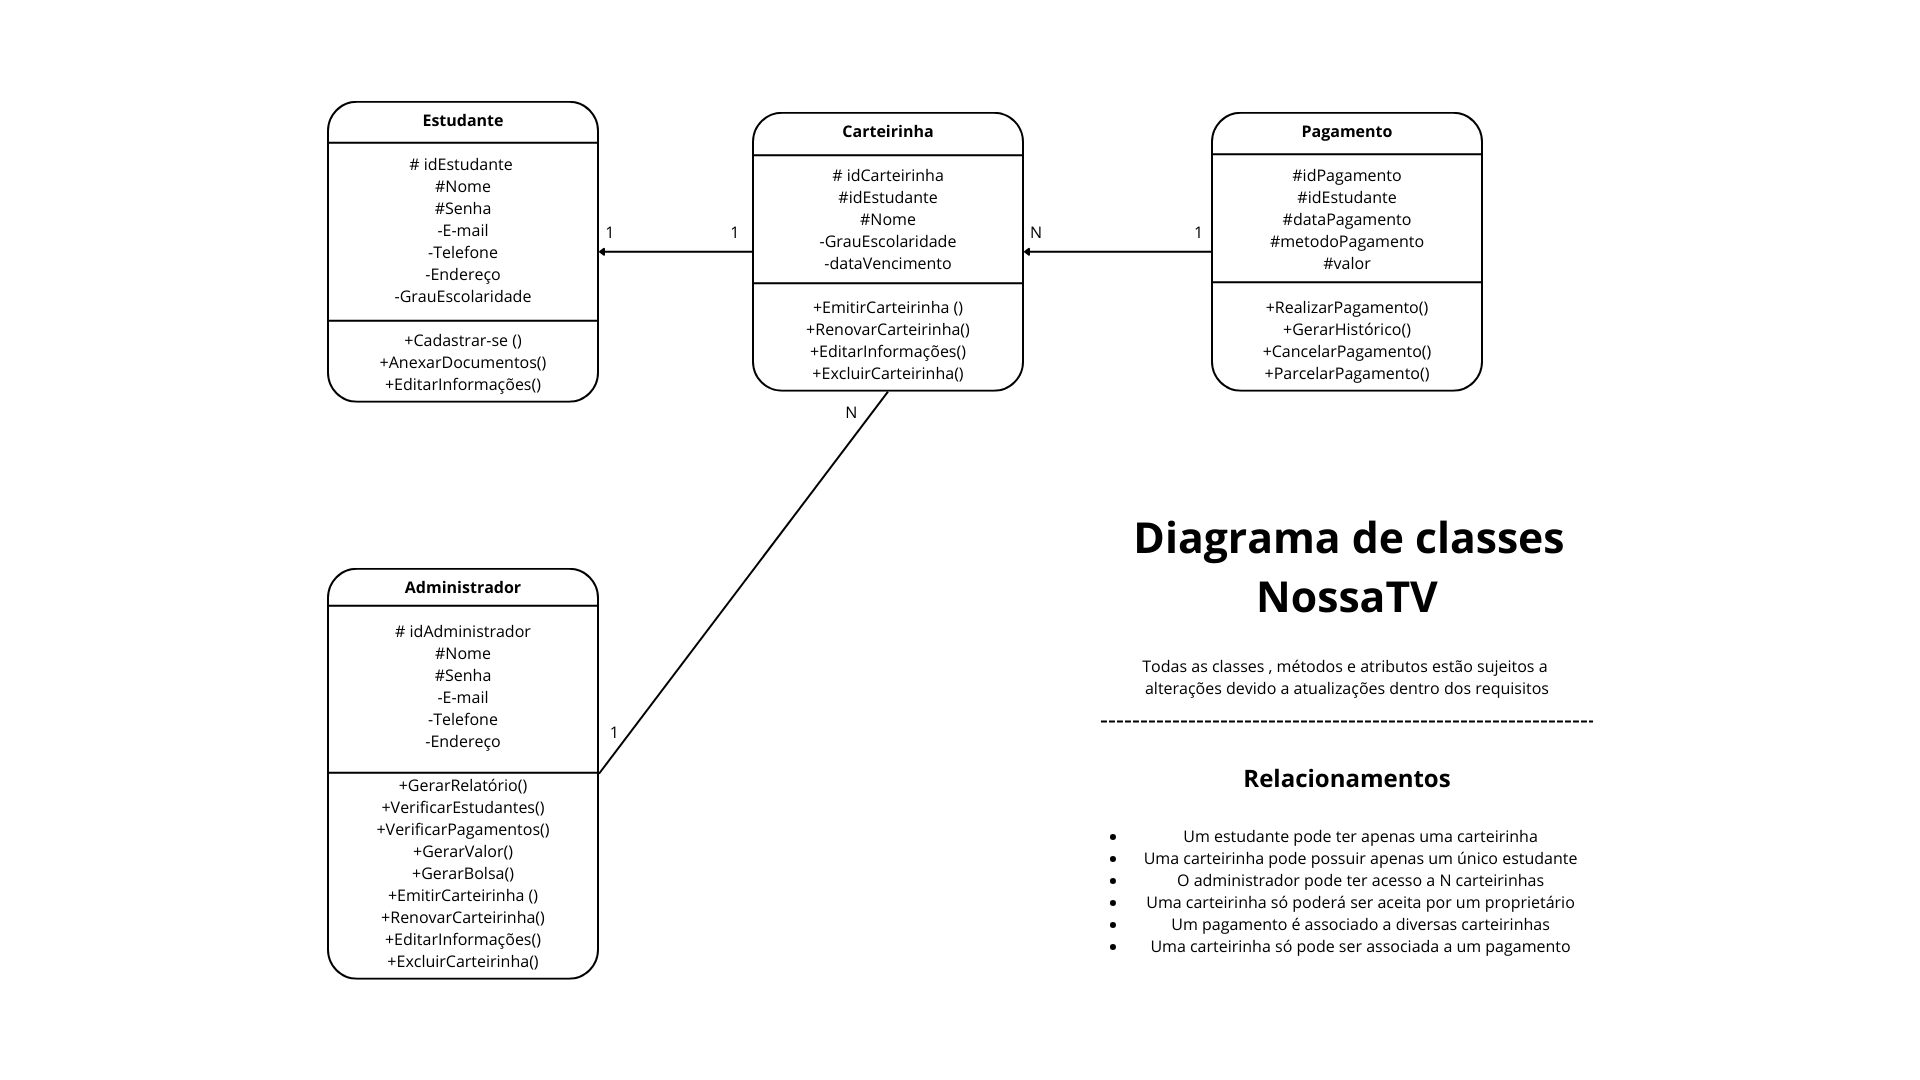 Estudante
# idEstudante
#Nome
#Senha
-E-mail
-Telefone
-Endereço
-GrauEscolaridade
+Cadastrar-se ()
+AnexarDocumentos()
+EditarInformações()
1
1
Carteirinha
# idCarteirinha
#idEstudante
#Nome
-GrauEscolaridade
-dataVencimento
+EmitirCarteirinha ()
+RenovarCarteirinha()
+EditarInformações()
+ExcluirCarteirinha()
N
1
Pagamento
#idPagamento
#idEstudante
#dataPagamento
#metodoPagamento
#valor
+RealizarPagamento()
+GerarHistórico()
+CancelarPagamento()
+ParcelarPagamento()
N
1
Administrador
# idAdministrador
#Nome
#Senha
-E-mail
-Telefone
-Endereço
+GerarRelatório()
+VerificarEstudantes()
+VerificarPagamentos()
+GerarValor()
+GerarBolsa()
+EmitirCarteirinha ()
+RenovarCarteirinha()
+EditarInformações()
+ExcluirCarteirinha()
Diagrama de classes
NossaTV
Todas as classes , métodos e atributos estão sujeitos a
alterações devido a atualizações dentro dos requisitos
Relacionamentos
• Um estudante pode ter apenas uma carteirinha
• Uma carteirinha pode possuir apenas um único estudante
• O administrador pode ter acesso a N carteirinhas
• Uma carteirinha só poderá ser aceita por um proprietário
• Um pagamento é associado a diversas carteirinhas
• Uma carteirinha só pode ser associada a um pagamento